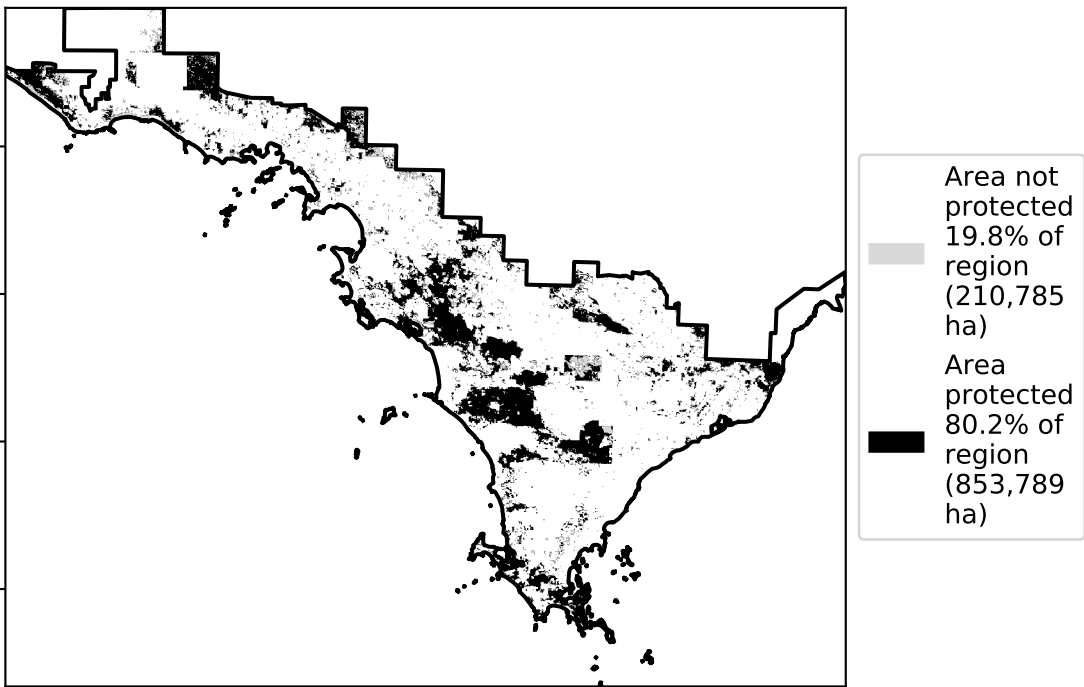 Area not
protected
19.8% of
region
(210,785
ha)
Area
protected
80.2% of
region
(853,789
ha)